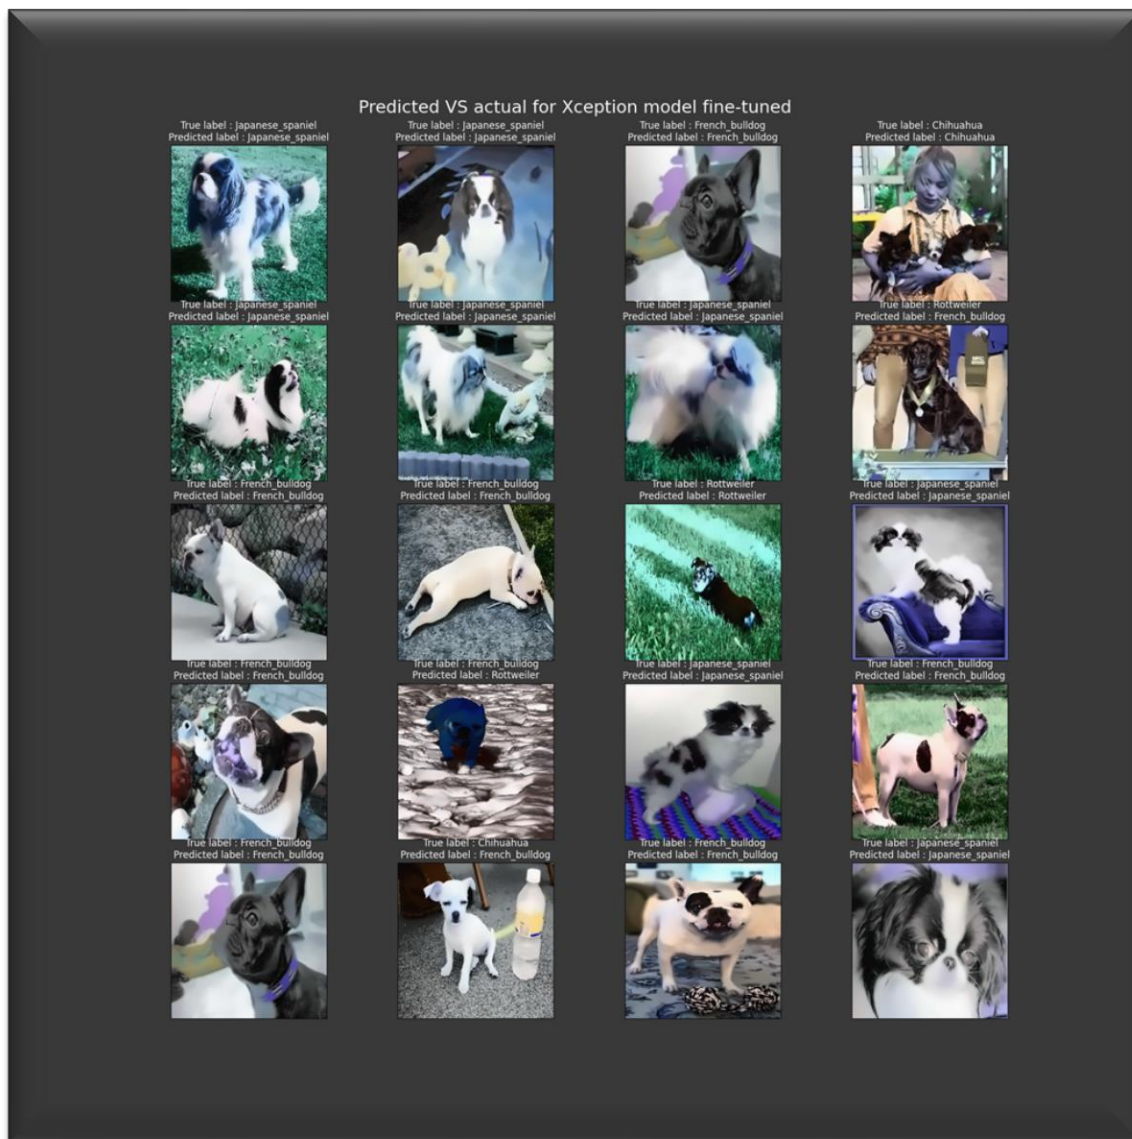 Predicted VS actual for Xception model fine-tuned
True label : Japanese_spaniel
Predicted label : Japanese_spaniel
True label : Japanese_spaniel
Predicted label : Japanese_spaniel
True label : French_bulldog
Predicted label : French_bulldog
True label : Chihuahua
Predicted label : Chihuahua
True label : Japanese_spaniel
Predicted label : Japanese_spaniel
True label : Japanese_spaniel
Predicted label : Japanese_spaniel
True label : Japanese_spaniel
Predicted label : Japanese_spaniel
True label : Rottweiler
Predicted label : French_bulldog
True label : French_bulldog
Predicted label : French_bulldog
True label : French_bulldog
Predicted label : French_bulldog
True label : Rottweiler
Predicted label : Rottweiler
True label : Japanese_spaniel
Predicted label : Japanese_spaniel
True label : French_bulldog
Predicted label : French_bulldog
True label : French_bulldog
Predicted label : Rottweiler
True label : Japanese_spaniel
Predicted label : Japanese_spaniel
True label : French_bulldog
Predicted label : French_bulldog
True label : French_bulldog
Predicted label : French_bulldog
True label : Chihuahua
Predicted label : French_bulldog
True label : French_bulldog
Predicted label : French_bulldog
True label : Japanese_spaniel
Predicted label : Japanese_spaniel